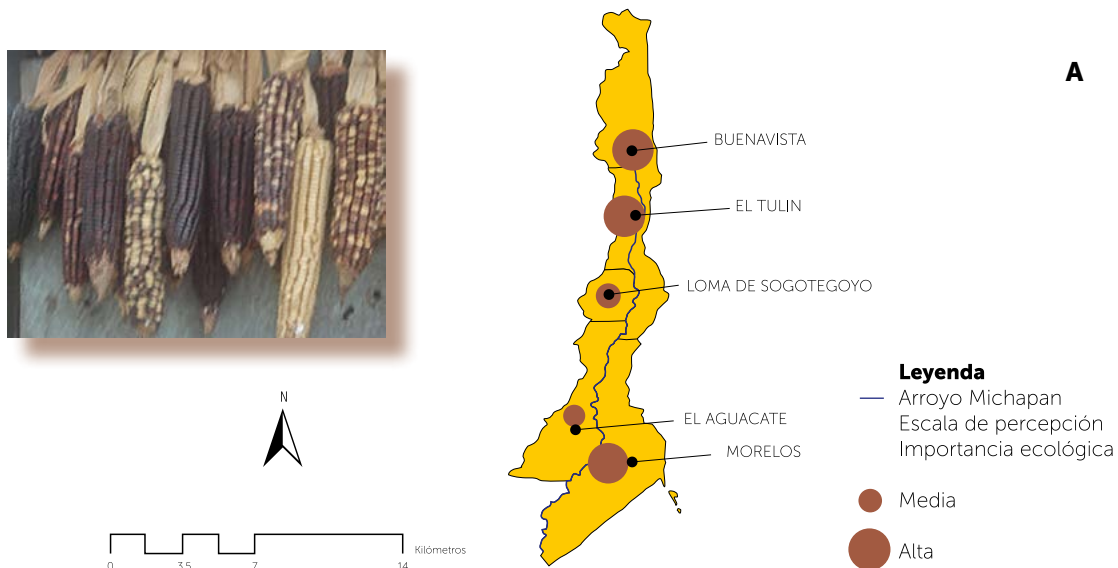 A
BUENAVISTA
EL TULIN
LOMA DE SOGOTEGOYO
EL AGUACATE
MORELOS
Leyenda
Arroyo Michapan
Escala de percepción
Importancia ecológica
Media
Alta
N
Kilómetros
0 3,5 7 14